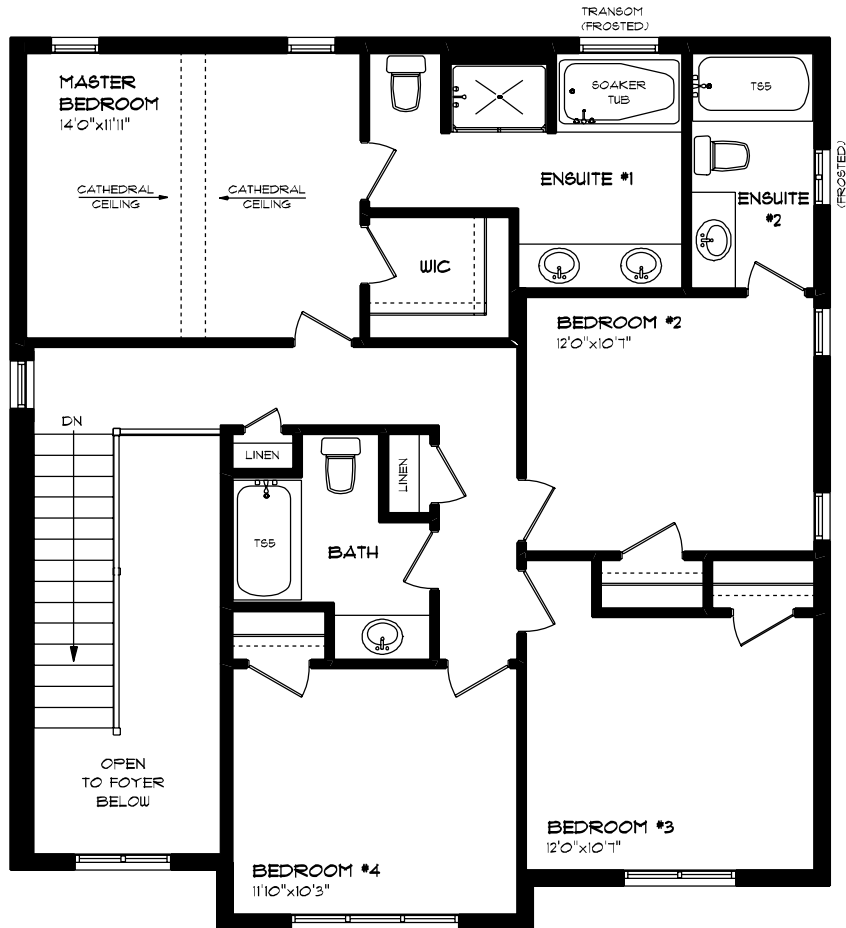 TRANSOM
(FROSTED)
MASTER
BEDROOM
14'0"x11'11"
SOAKER
TUB
TS5
(FROSTED)
CATHEDRAL
CEILING
CATHEDRAL
CEILING
ENSUITE #1
ENSUITE
#2
WIC
BEDROOM #2
12'0"x10'7"
DN
LINEN
LINEN
TS5
BATH
OPEN
TO FOYER
BELOW
BEDROOM #3
12'0"x10'7"
BEDROOM #4
11'10"x10'3"